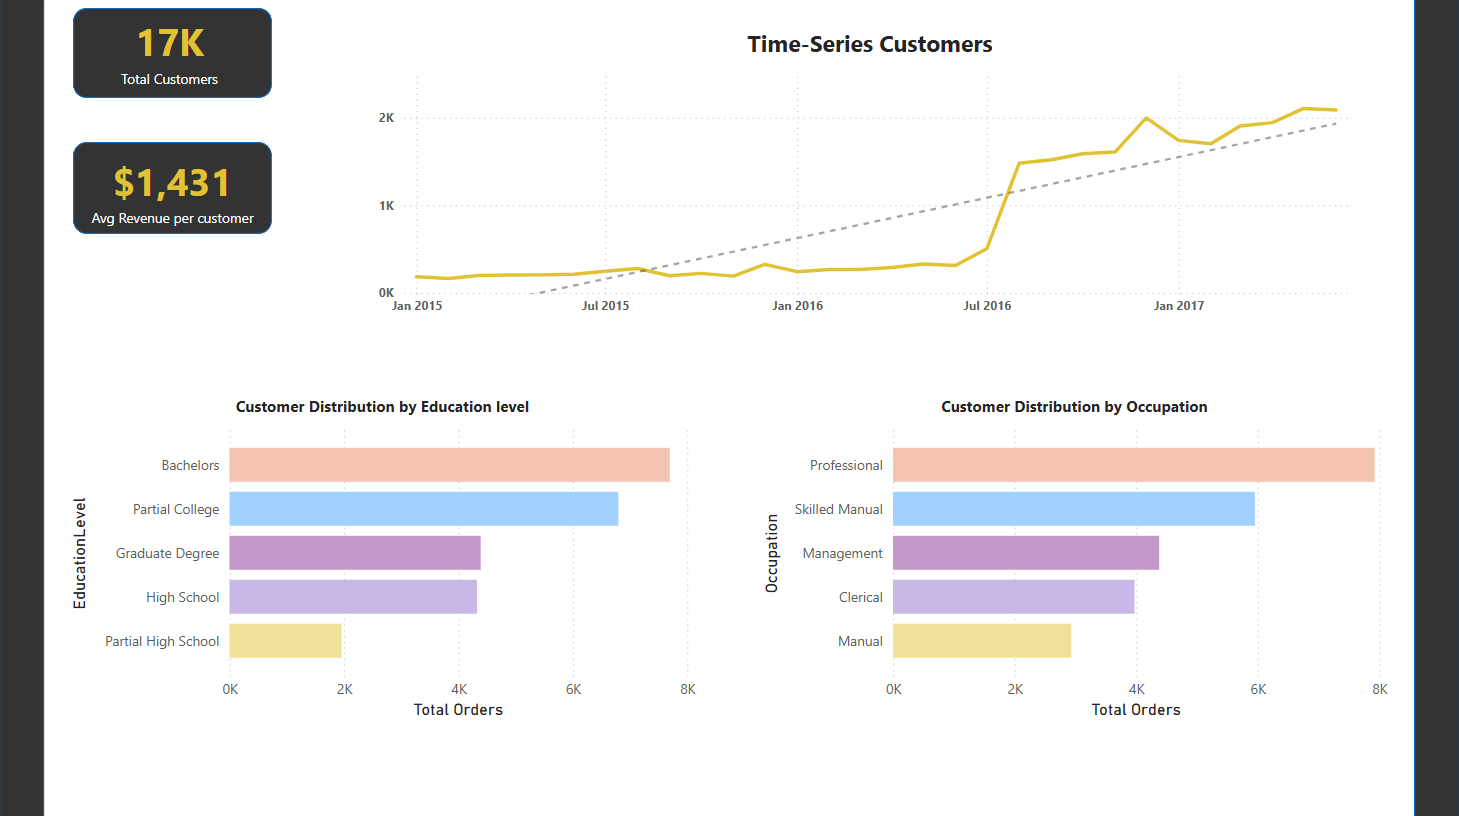 17K
Total Customers
$1,431
Avg Revenue per customer
Time-Series Customers
2K
1K
0K
Jan 2015 Jul 2015 Jan 2016 Jul 2016 Jan 2017
Customer Distribution by Education level
EducationLevel
Bachelors
Partial College
Graduate Degree
High School
Partial High School
0K 2K 4K 6K 8K
Total Orders
Customer Distribution by Occupation
Occupation
Professional
Skilled Manual
Management
Clerical
Manual
0K 2K 4K 6K 8K
Total Orders